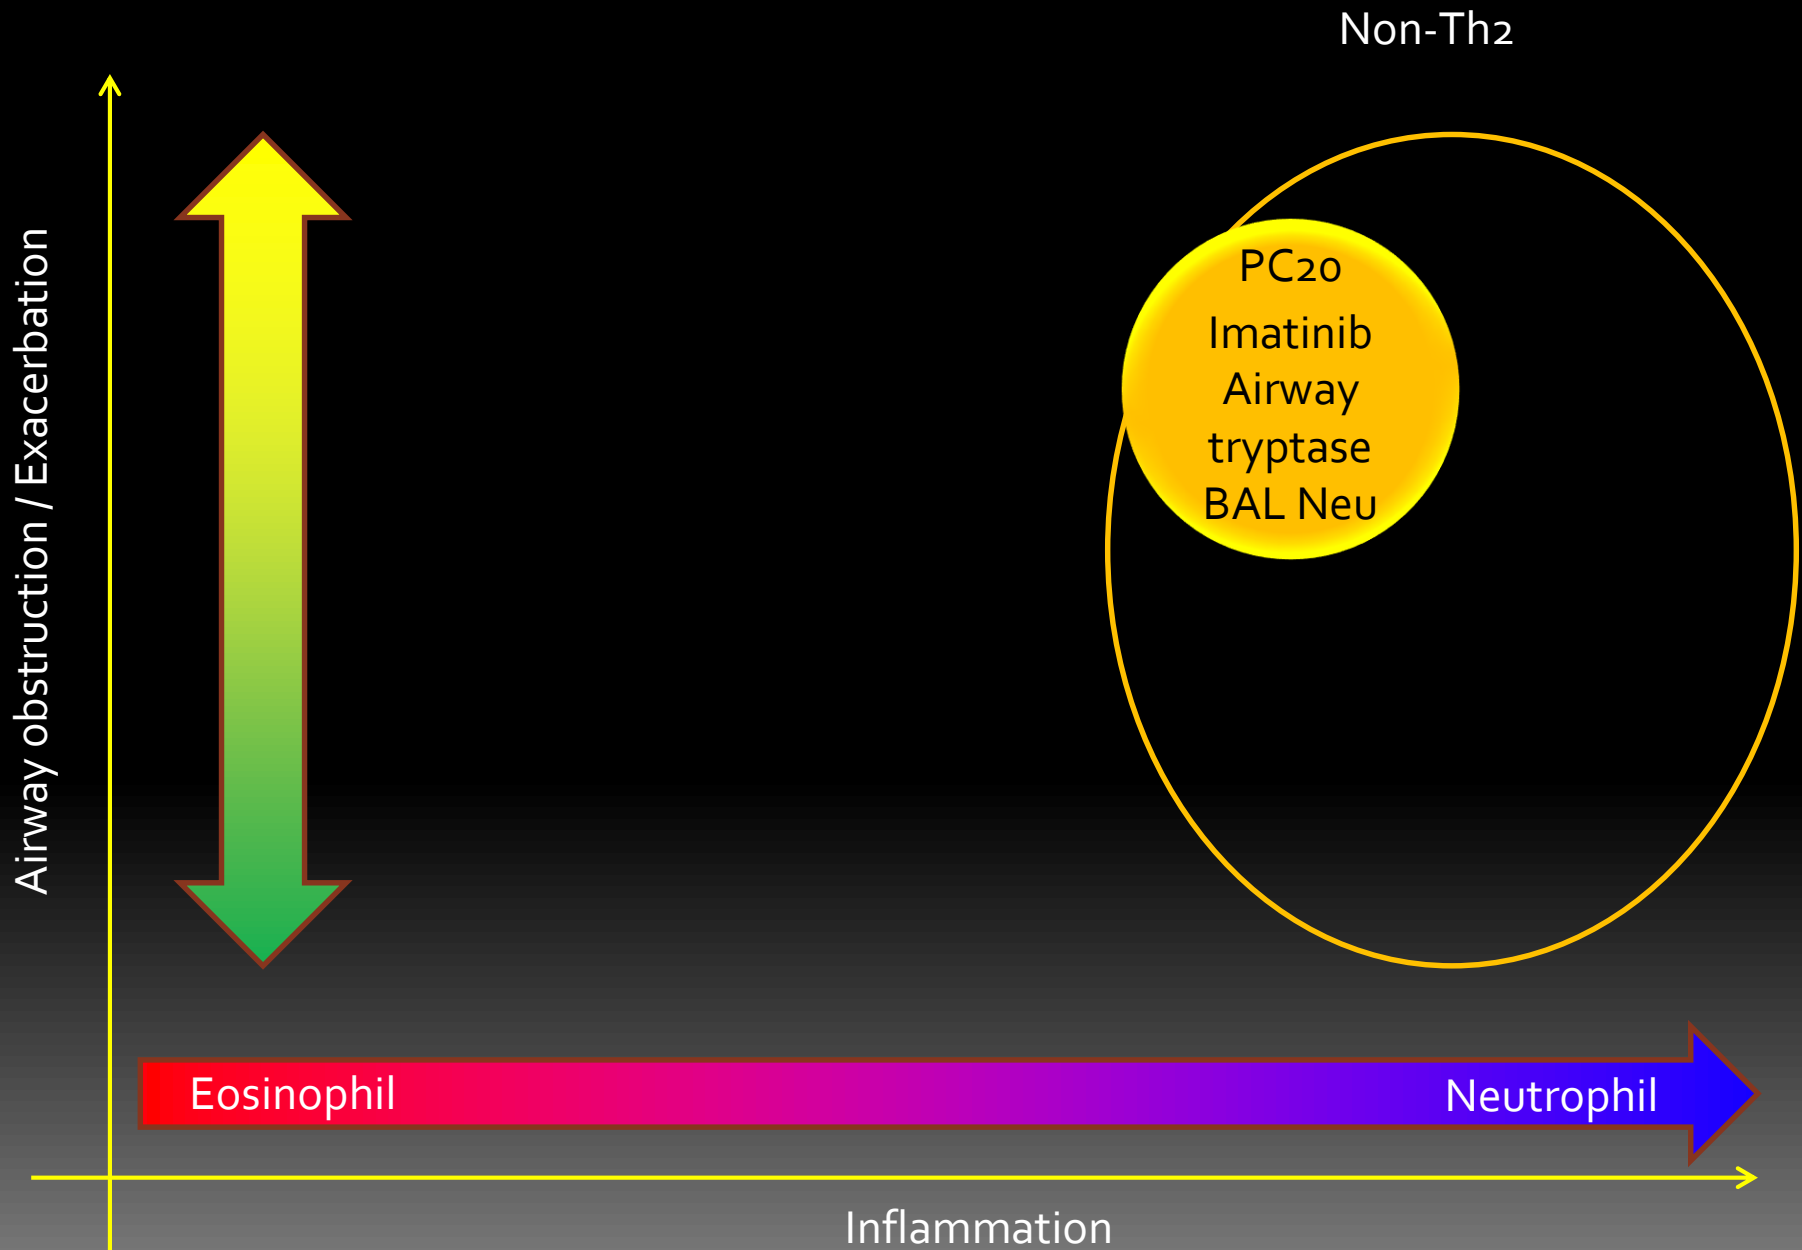 Non-Th2
Airway obstruction / Exacerbation
PC20
Imatinib
Airway
tryptase
BAL Neu
Eosinophil
Neutrophil
Inflammation